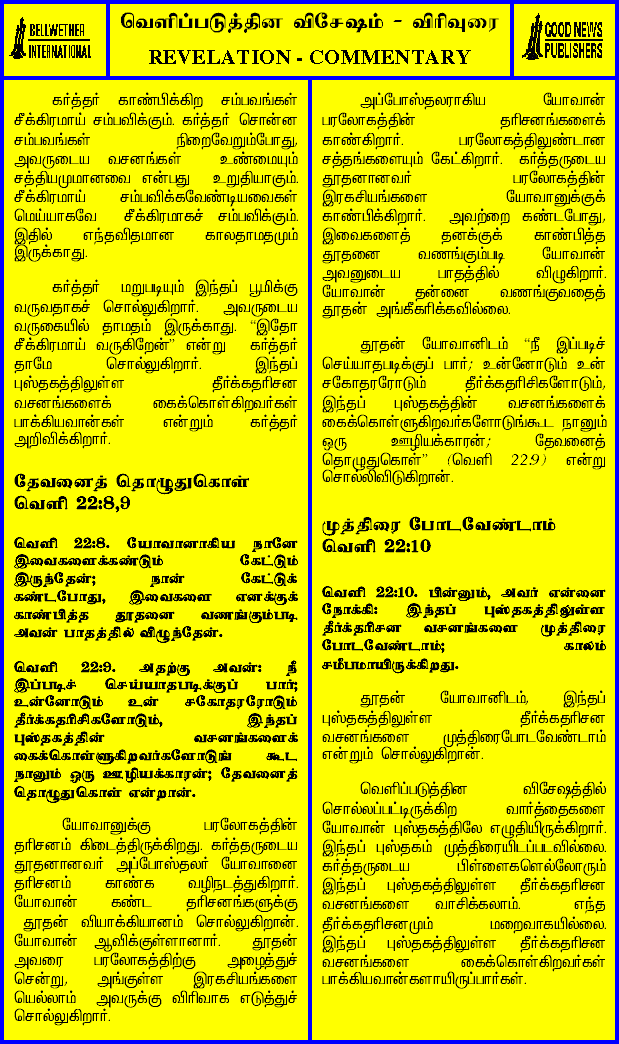 BELLWETHER
INTERNATIONAL
வெளிப்படுத்தின விசேஷம் - விரிவுரை
REVELATION - COMMENTARY
GOOD NEWS
PUBLISHERS
கர்த்தர் காண்பிக்கிற சம்பவங்கள்
சீக்கிரமாய் சம்பவிக்கும். கர்த்தர் சொன்ன
சம்பவங்கள் நிறைவேறும்போது,
அவருடைய வசனங்கள் உண்மையும்
சத்தியமுமானவை என்பது உறுதியாகும்.
சீக்கிரமாய் சம்பவிக்கவேண்டியவைகள்
மெய்யாகவே சீக்கிரமாகச் சம்பவிக்கும்.
இதில் எந்தவிதமான காலதாமதமும்
இருக்காது.
கர்த்தர் மறுபடியும் இந்தப் பூமிக்கு
வருவதாகச் சொல்லுகிறார். அவருடைய
வருகையில் தாமதம் இருக்காது. “இதோ
சீக்கிரமாய் வருகிறேன்” என்று கர்த்தர்
தாமே சொல்லுகிறார். இந்தப்
புஸ்தகத்திலுள்ள தீர்க்கதரிசன
வசனங்களைக் கைக்கொள்கிறவர்கள்
பாக்கியவான்கள் என்றும் கர்த்தர்
அறிவிக்கிறார்.
தேவனைத் தொழுதுகொள்
வெளி 22:8,9
வெளி 22:8. யோவானாகிய நானே
இவைகளைக்கண்டும் கேட்டும்
இருந்தேன்; நான் கேட்டுக்
கண்டபோது, இவைகளை எனக்குக்
காண்பித்த தூதனை வணங்கும்படி
அவன் பாதத்தில் விழுந்தேன்.
வெளி 22:9. அதற்கு அவன்: நீ
இப்படிச் செய்யாதபடிக்குப் பார்;
உன்னோடும் உன் சகோதரரோடும்
தீர்க்கதரிசிகளோடும், இந்தப்
புஸ்தகத்தின் வசனங்களைக்
கைக்கொள்ளுகிறவர்களோடுங் கூட
நானும் ஒரு ஊழியக்காரன்; தேவனைத்
தொழுதுகொள் என்றான்.
யோவானுக்கு பரலோகத்தின்
தரிசனம் கிடைத்திருக்கிறது. கர்த்தருடைய
தூதனானவர் அப்போஸ்தலர் யோவானை
தரிசனம் காண்க வழிநடத்துகிறார்.
யோவான் கண்ட தரிசனங்களுக்கு
தூதன் வியாக்கியானம் சொல்லுகிறான்.
யோவான் ஆவிக்குள்ளானார். தூதன்
அவரை பரலோகத்திற்கு அழைத்துச்
சென்று, அங்குள்ள இரகசியங்களை
யெல்லாம் அவருக்கு விரிவாக எடுத்துச்
சொல்லுகிறார்.
அப்போஸ்தலராகிய யோவான்
பரலோகத்தின் தரிசனங்களைக்
காண்கிறார். பரலோகத்திலுண்டான
சத்தங்களையும் கேட்கிறார். கர்த்தருடைய
தூதனானவர் பரலோகத்தின்
இரகசியங்களை யோவானுக்குக்
காண்பிக்கிறார். அவற்றை கண்டபோது,
இவைகளைத் தனக்குக் காண்பித்த
தூதனை வணங்கும்படி யோவான்
அவனுடைய பாதத்தில் விழுகிறார்.
யோவான் தன்னை வணங்குவதைத்
தூதன் அங்கீகரிக்கவில்லை.
தூதன் யோவானிடம் “நீ இப்படிச்
செய்யாதபடிக்குப் பார்; உன்னோடும் உன்
சகோதரரோடும் தீர்க்கதரிசிகளோடும்,
இந்தப் புஸ்தகத்தின் வசனங்களைக்
கைக்கொள்ளுகிறவர்களோடுங்கூட நானும்
ஒரு ஊழியக்காரன்; தேவனைத்
தொழுதுகொள்” (வெளி 22:9) என்று
சொல்லிவிடுகிறான்.
முத்திரை போடவேண்டாம்
வெளி 22:10
வெளி 22:10. பின்னும், அவர் என்னை
நோக்கி: இந்தப் புஸ்தகத்திலுள்ள
தீர்க்கதரிசன வசனங்களை முத்திரை
போடவேண்டாம்; காலம்
சமீபமாயிருக்கிறது.
தூதன் யோவானிடம், இந்தப்
புஸ்தகத்திலுள்ள தீர்க்கதரிசன
வசனங்களை முத்திரைபோடவேண்டாம்
என்றும் சொல்லுகிறான்.
வெளிப்படுத்தின விசேஷத்தில்
சொல்லப்பட்டிருக்கிற வார்த்தைகளை
யோவான் புஸ்தகத்திலே எழுதியிருக்கிறார்.
இந்தப் புஸ்தகம் முத்திரையிடப்படவில்லை.
கர்த்தருடைய பிள்ளைகளெல்லோரும்
இந்தப் புஸ்தகத்திலுள்ள தீர்க்கதரிசன
வசனங்களை வாசிக்கலாம். எந்த
தீர்க்கதரிசனமும் மறைவாகயில்லை.
இந்தப் புஸ்தகத்திலுள்ள தீர்க்கதரிசன
வசனங்களை கைக்கொள்கிறவர்கள்
பாக்கியவான்களாயிருப்பார்கள்.